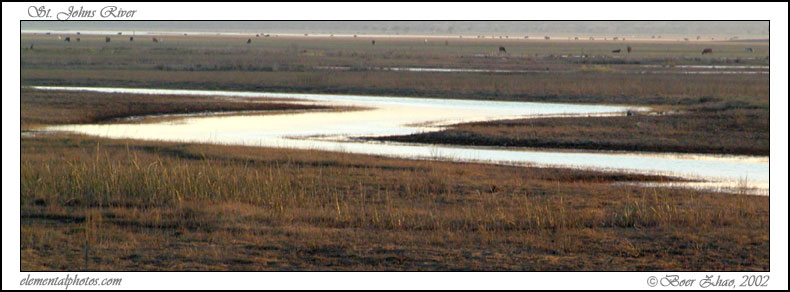 St. Johns River
elementalphotos.com
© Boer Zhao, 2002